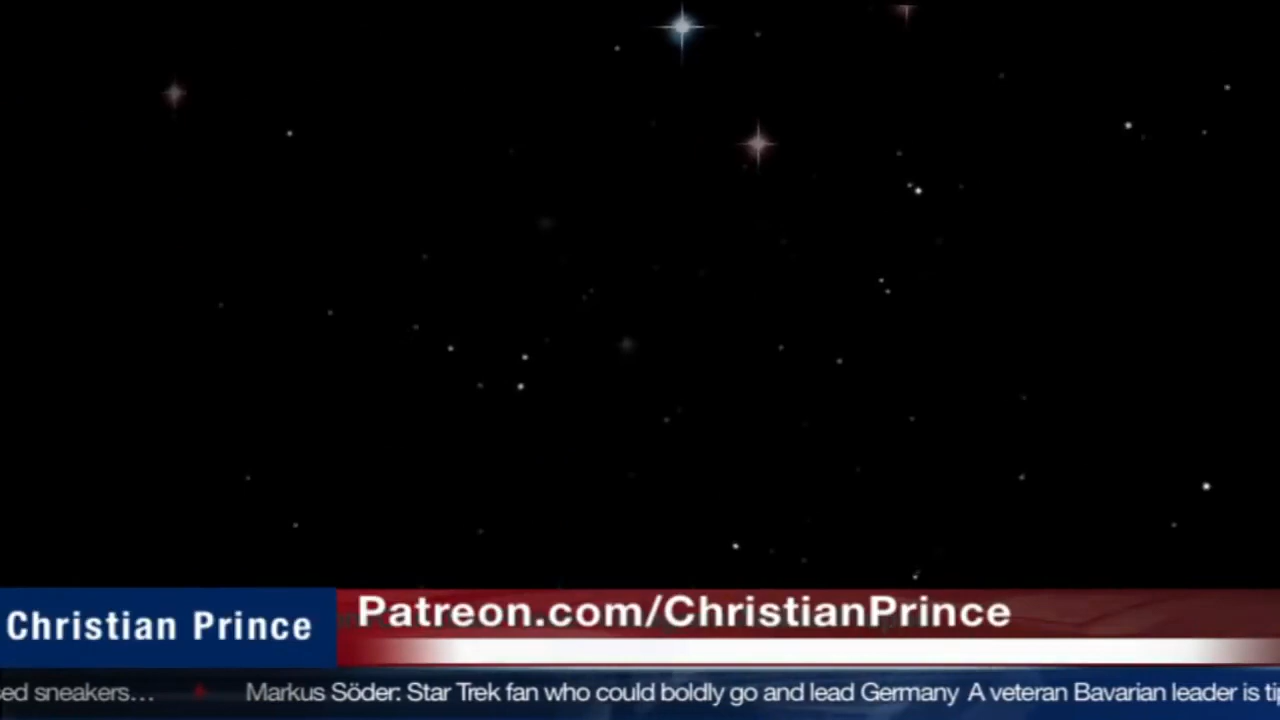 Patreon.com/ChristianPrince
Christian Prince
sed sneakers... Markus Söder: Star Trek fan who could boldly go and lead Germany A veteran Bavarian leader is